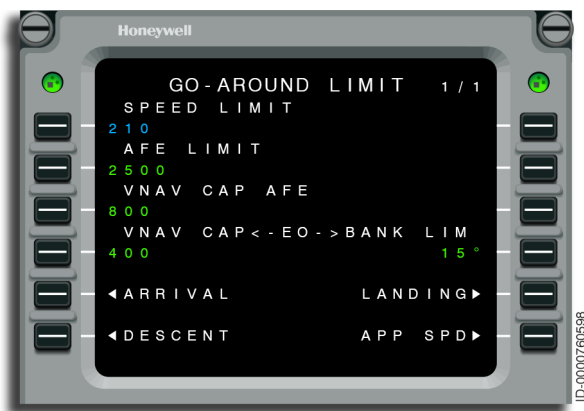 Honeywell
GO-AROUND LIMIT 1/1
SPEED LIMIT
210
AFE LIMIT
2500
VNAV CAP AFE
800
VNAV CAP<-EO->BANK LIM
400 15°
◄ARRIVAL LANDING►
◄DESCENT APP SPD►
ID-0000760598